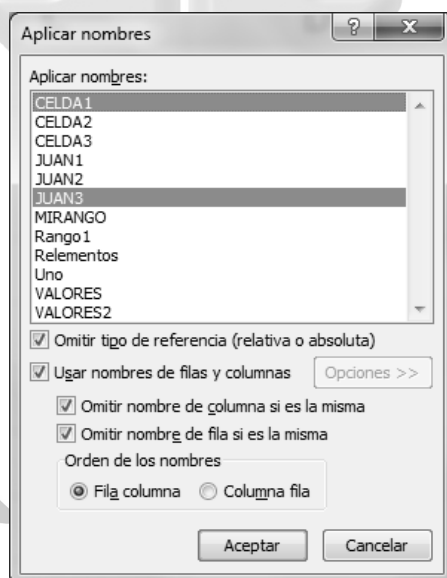 Aplicar nombres
Aplicar nombres:
CELDA1
CELDA2
CELDA3
JUAN1
JUAN2
JUAN3
MIRANGO
Rango1
Relementos
Uno
VALORES
VALORES2
Omitir tipo de referencia (relativa o absoluta)
Usar nombres de filas y columnas Opciones >>
Omitir nombre de columna si es la misma
Omitir nombre de fila si es la misma
Orden de los nombres
Fila columna Columna fila
Aceptar Cancelar